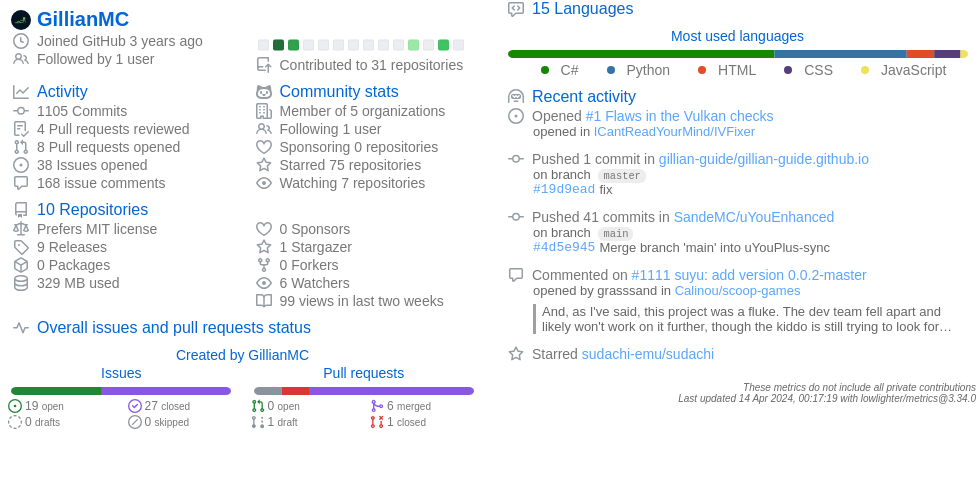 GillianMC
Joined GitHub 3 years ago
Followed by 1 user
Contributed to 31 repositories
Activity
1105 Commits
4 Pull requests reviewed
8 Pull requests opened
38 Issues opened
168 issue comments
Community stats
Member of 5 organizations
Following 1 user
Sponsoring 0 repositories
Starred 75 repositories
Watching 7 repositories
10 Repositories
Prefers MIT license
9 Releases
0 Packages
329 MB used
0 Sponsors
1 Stargazer
0 Forkers
6 Watchers
99 views in last two weeks
Overall issues and pull requests status
Created by GillianMC
Issues
19 open
27 closed
0 drafts
0 skipped
Pull requests
0 open
6 merged
1 draft
1 closed
15 Languages
Most used languages
C# Python HTML CSS JavaScript
Recent activity
Opened #1 Flaws in the Vulkan checks
opened in ICantReadYourMind/IVFixer
Pushed 1 commit in gillian-guide/gillian-guide.github.io
on branch master
#19d9ead fix
Pushed 41 commits in SandeMC/uYouEnhanced
on branch main
#4d5e945 Merge branch 'main' into uYouPlus-sync
Commented on #1111 suyu: add version 0.0.2-master
opened by grasssand in Calinou/scoop-games
And, as I've said, this project was a fluke. The dev team fell apart and
likely won't work on it further, though the kiddo is still trying to look for…
Starred sudachi-emu/sudachi
These metrics do not include all private contributions
Last updated 14 Apr 2024, 00:17:19 with lowlighter/metrics@3.34.0